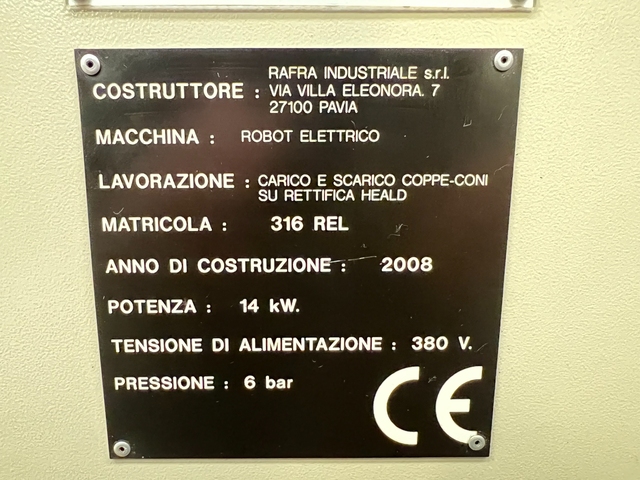 RAFRA INDUSTRIALE s.r.l.
COSTRUTTORE : VIA VILLA ELEONORA. 7
27100 PAVIA
MACCHINA : ROBOT ELETTRICO
LAVORAZIONE : CARICO E SCARICO COPPE-CONI
SU RETTIFICA HEALD
MATRICOLA : 316 REL
ANNO DI COSTRUZIONE : 2008
POTENZA : 14 kW.
TENSIONE DI ALIMENTAZIONE : 380 V.
PRESSIONE : 6 bar
CE